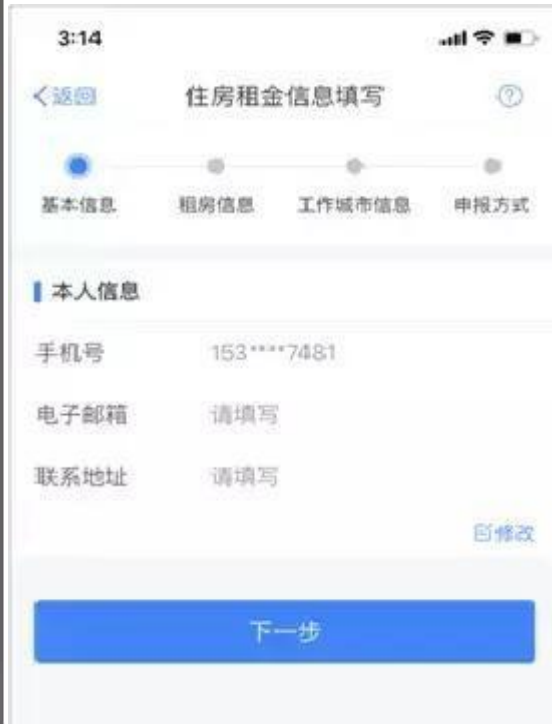 3:14
返回 住房租金信息填写
基本信息 租房信息 工作城市信息 申报方式
本人信息
手机号 153****7481
电子邮箱 请填写
联系地址 请填写
修改
下一步